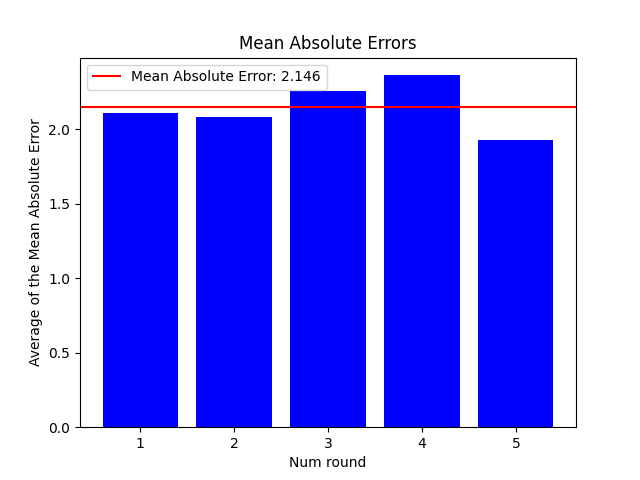 Mean Absolute Errors
Mean Absolute Error: 2.146
Average of the Mean Absolute Error
2.0
1.5
1.0
0.5
0.0
1 2 3 4 5
Num round